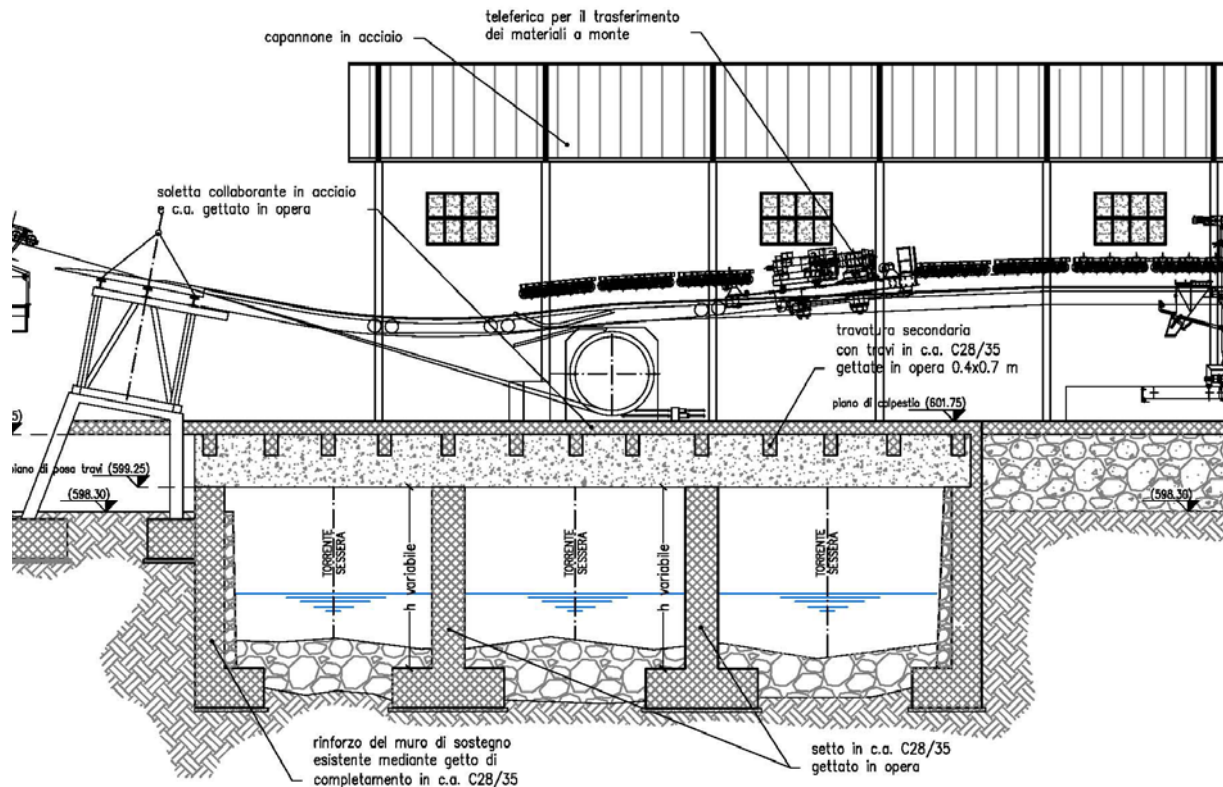 teleferica per il trasferimento
dei materiali a monte
capannone in acciaio
soletta collaborante in acciaio
e c.a. gettato in opera
travatura secondaria
con travi in c.a. C28/35
gettate in opera 0.4x0.7 m
piano di calpestio (601.75)
5)
piano di posa travi (599.25)
(598.30)
(598.30)
TORRENTE
SESSERA
h variabile
TORRENTE
SESSERA
h variabile
TORRENTE
SESSERA
rinforzo del muro di sostegno
esistente mediante getto di
completamento in c.a. C28/35
setto in c.a. C28/35
gettato in opera